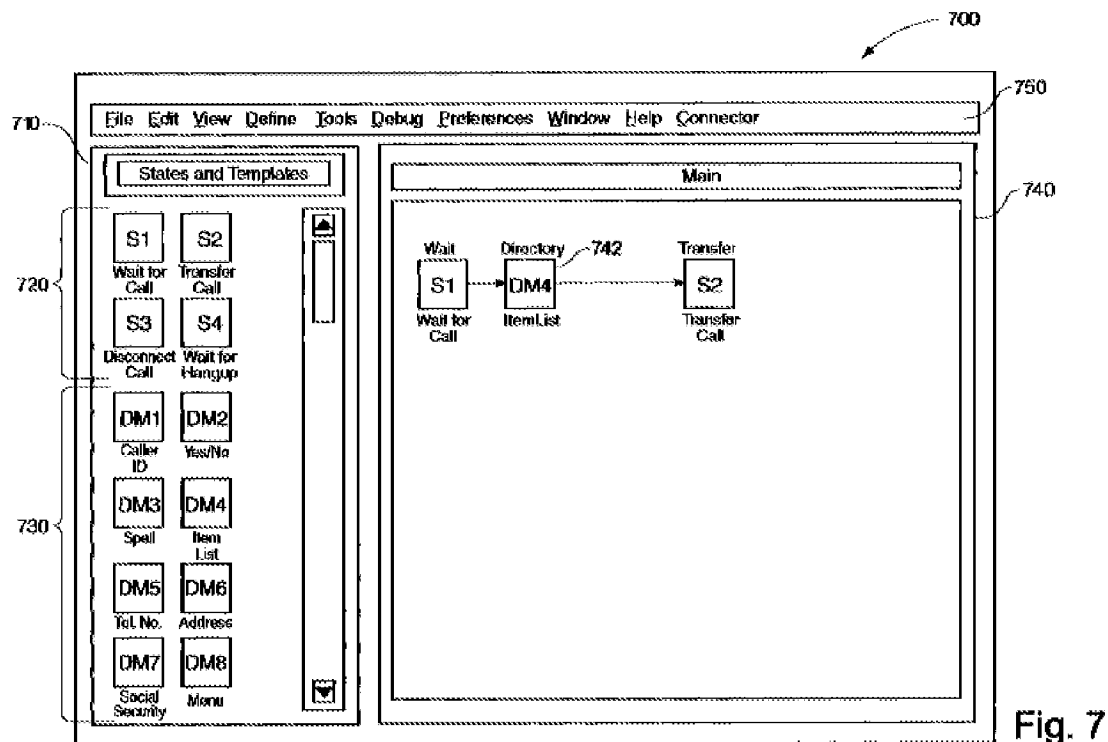 700
750
710
File Edit View Define Tools Debug Preferences Window Help Connector
States and Templates
Main
740
720
S1 S2
Wait for Transfer
Call Call
S3 S4
Disconnect Wait for
Call Hangup
Wait Directory 742 Transfer
S1 DM4 S2
Wait for ItemList Transfer
Call Call
730
DM1 DM2
Caller Yes/No
ID
DM3 DM4
Spell Item
List
DM5 DM6
Tel. No. Address
DM7 DM8
Social Menu
Security
Fig. 7